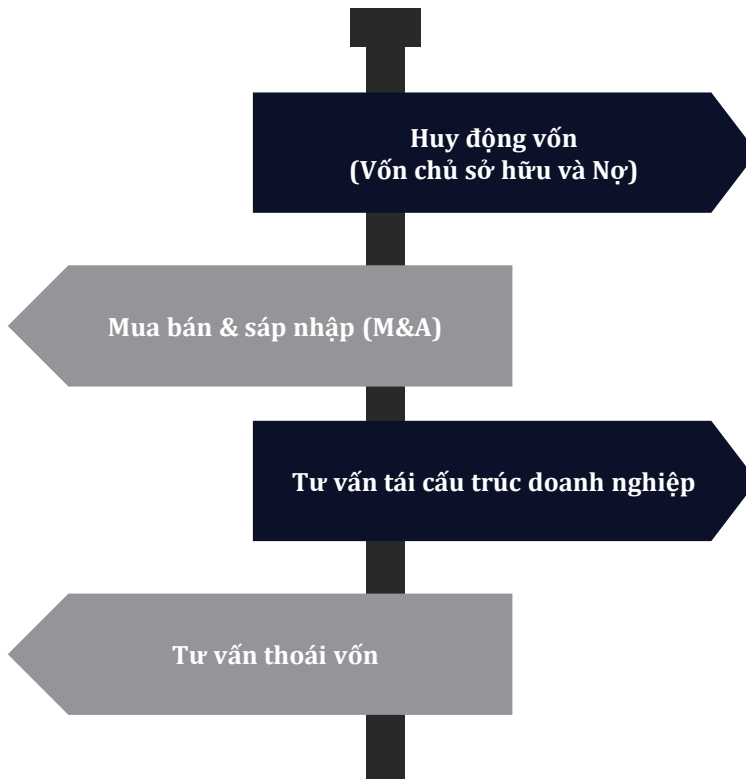 Huy động vốn
(Vốn chủ sở hữu và Nợ)
Mua bán & sáp nhập (M&A)
Tư vấn tái cấu trúc doanh nghiệp
Tư vấn thoái vốn